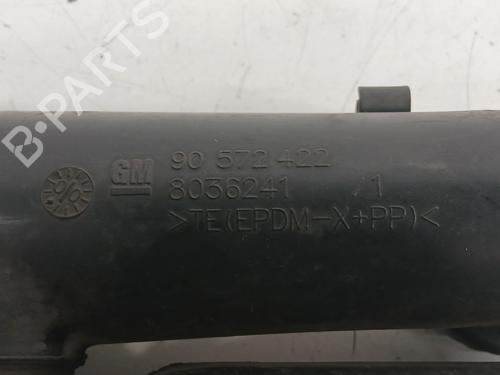 B-PARTS
GM 90 572 422
8036241 /1
>TE(EPDM-X+PP)<